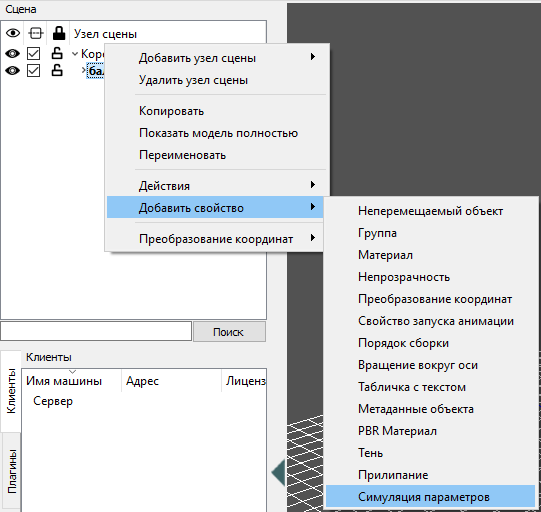 Сцена
Узел сцены
Добавить узел сцены
Удалить узел сцены
Копировать
Показать модель полностью
Переименовать
Действия
Добавить свойство
Преобразование координат
Неперемещаемый объект
Группа
Материал
Непрозрачность
Преобразование координат
Свойство запуска анимации
Порядок сборки
Вращение вокруг оси
Табличка с текстом
Метаданные объекта
PBR Материал
Тень
Прилипание
Симуляция параметров
Поиск
Клиенты
Плагины
Клиенты
Имя машины Адрес Лиценз
Сервер